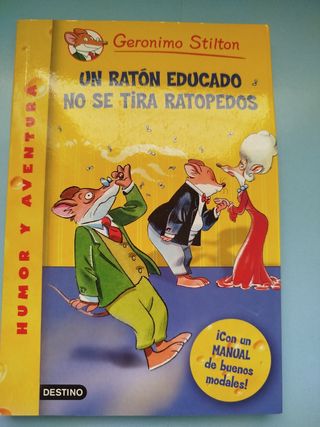 Geronimo Stilton
UN RATÓN EDUCADO
NO SE TIRA RATOPEDOS
HUMOR Y AVENTURA
¡Con un
MANUAL
de buenos
modales!
DESTINO